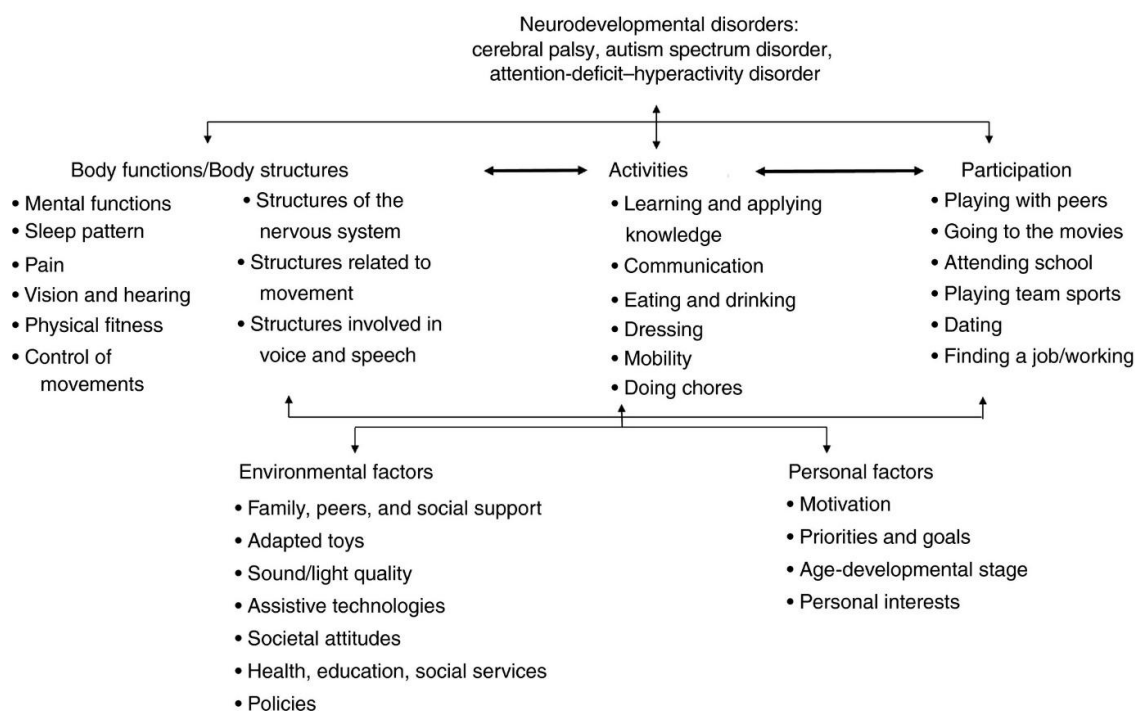 Neurodevelopmental disorders:
cerebral palsy, autism spectrum disorder,
attention-deficit–hyperactivity disorder
Body functions/Body structures
• Mental functions
• Sleep pattern
• Pain
• Vision and hearing
• Physical fitness
• Control of
movements
• Structures of the
nervous system
• Structures related to
movement
• Structures involved in
voice and speech
Activities
• Learning and applying
knowledge
• Communication
• Eating and drinking
• Dressing
• Mobility
• Doing chores
Participation
• Playing with peers
• Going to the movies
• Attending school
• Playing team sports
• Dating
• Finding a job/working
Environmental factors
• Family, peers, and social support
• Adapted toys
• Sound/light quality
• Assistive technologies
• Societal attitudes
• Health, education, social services
• Policies
Personal factors
• Motivation
• Priorities and goals
• Age-developmental stage
• Personal interests